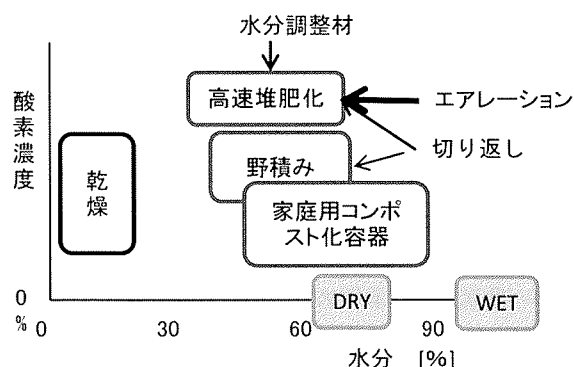 水分調整材
高速堆肥化
エアレーション
切り返し
酸素濃度
野積み
乾燥
家庭用コンポ
スト化容器
DRY
WET
0
%
0
30
60
90
水分 [%]